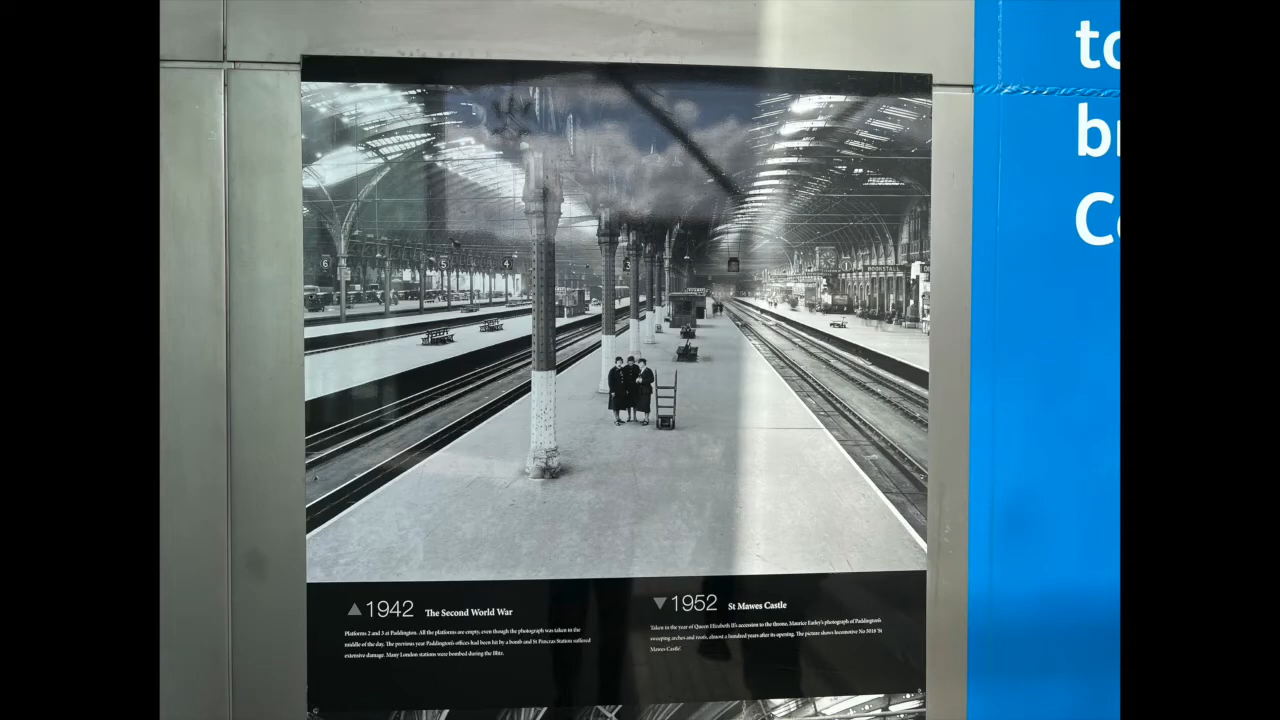 to
br
Co
6
5
4
3
1
BOOKSTALL
1942 The Second World War
Platforms 2 and 3 at Paddington. All the platforms are empty, even though the photograph was taken in the
middle of the day. The previous year Paddington's offices had been hit by a bomb and St Pancras Station suffered
extensive damage. Many London stations were bombed during the Blitz.
1952 St Mawes Castle
Taken in the year of Queen Elizabeth II's accession to the throne, Maurice Earley's photograph of Paddington's
sweeping arches and roofs, almost a hundred years after its opening. The picture shows locomotive No 5018 'St
Mawes Castle'.